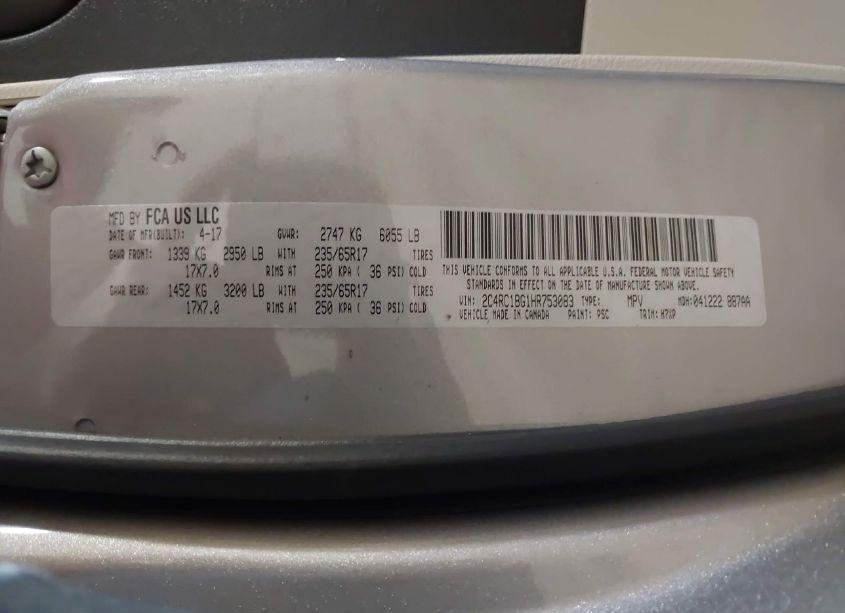 MFD BY FCA US LLC
DATE OF MFR(BUILT): 4-17 GVWR: 2747 KG 6055 LB
GAWR FRONT: 1339 KG 2950 LB WITH 235/65R17 TIRES
17X7.0 RIMS AT 250 KPA ( 36 PSI) COLD
GAWR REAR: 1452 KG 3200 LB WITH 235/65R17 TIRES
17X7.0 RIMS AT 250 KPA ( 36 PSI) COLD
THIS VEHICLE CONFORMS TO ALL APPLICABLE U.S.A. FEDERAL MOTOR VEHICLE SAFETY
STANDARDS IN EFFECT ON THE DATE OF MANUFACTURE SHOWN ABOVE.
VIN: 2C4RC1BG1HR753083 TYPE: MPV MDH:041222 887AA
VEHICLE MADE IN CANADA PAINT: PSC TRIM: H7XP